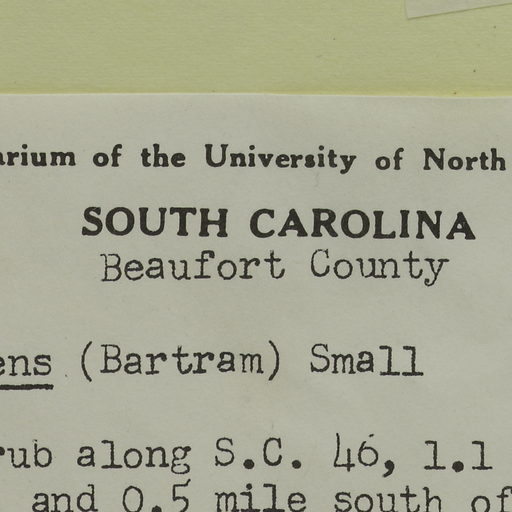 arium of the University of North
SOUTH CAROLINA
Beaufort County
ens (Bartram) Small
rub along S.C. 46, 1.1
and 0.5 mile south of